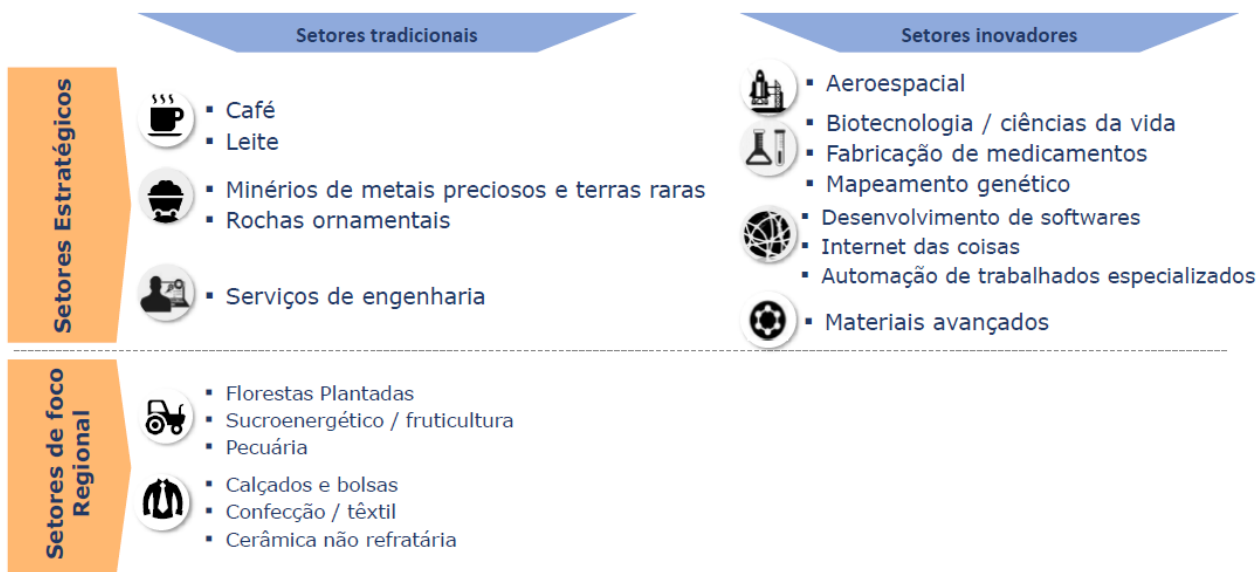 Setores tradicionais
Setores inovadores
Setores Estratégicos
▪ Café
▪ Leite
▪ Minérios de metais preciosos e terras raras
▪ Rochas ornamentais
▪ Serviços de engenharia
▪ Aeroespacial
▪ Biotecnologia / ciências da vida
▪ Fabricação de medicamentos
▪ Mapeamento genético
▪ Desenvolvimento de softwares
▪ Internet das coisas
▪ Automação de trabalhados especializados
▪ Materiais avançados
Setores de foco
Regional
▪ Florestas Plantadas
▪ Sucroenergético / fruticultura
▪ Pecuária
▪ Calçados e bolsas
▪ Confecção / têxtil
▪ Cerâmica não refratária